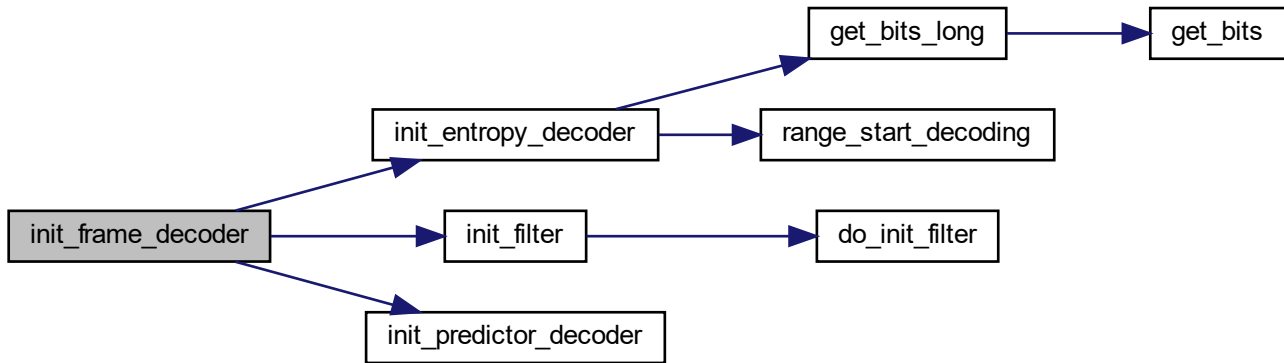 get_bits_long
get_bits
init_entropy_decoder
range_start_decoding
init_frame_decoder
init_filter
do_init_filter
init_predictor_decoder